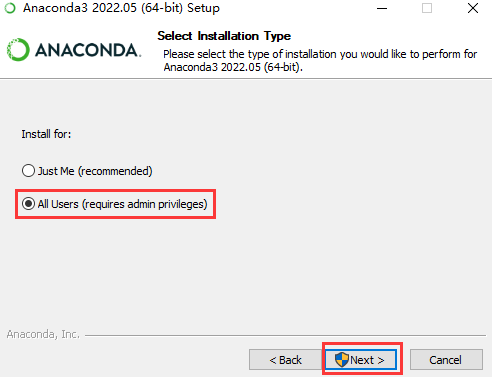 Anaconda3 2022.05 (64-bit) Setup
ANACONDA.
Select Installation Type
Please select the type of installation you would like to perform for
Anaconda3 2022.05 (64-bit).
Install for:
Just Me (recommended)
All Users (requires admin privileges)
Anaconda, Inc.
< Back
Next >
Cancel